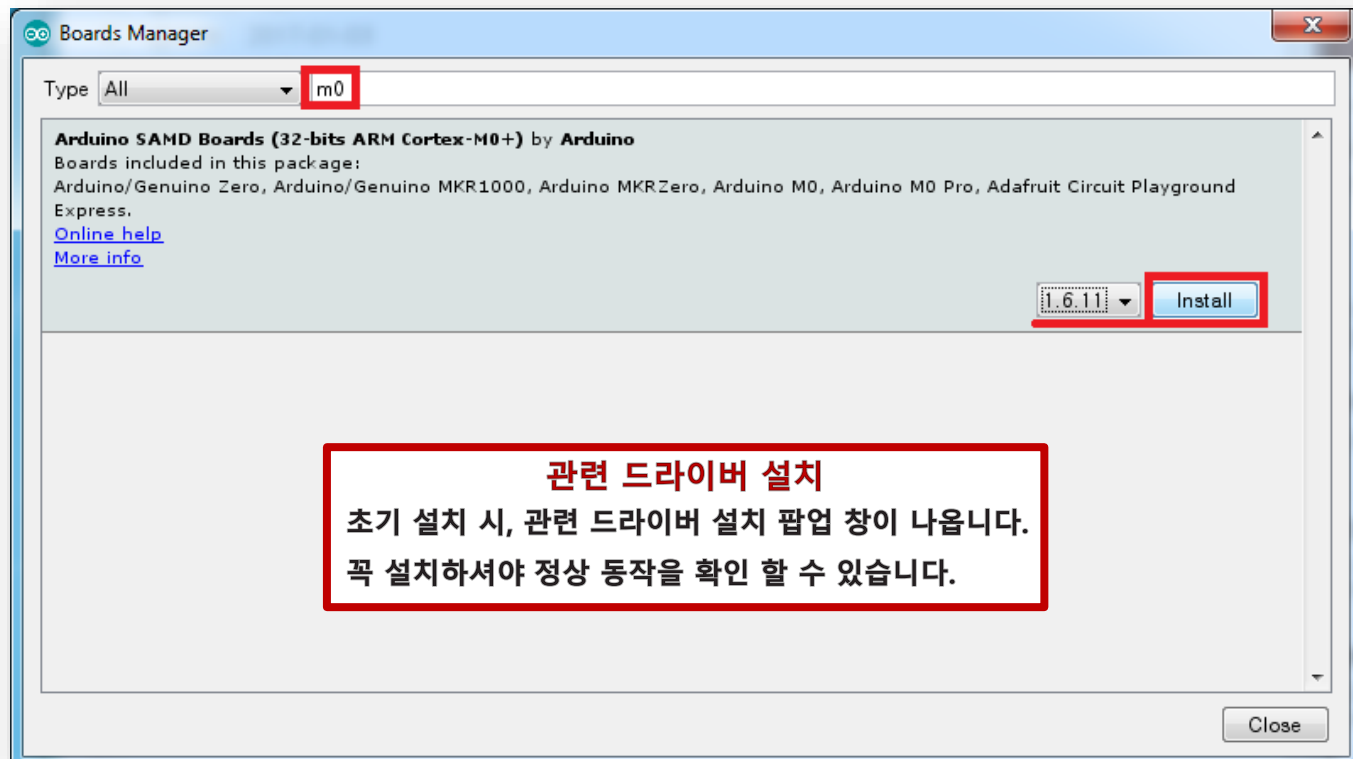 Boards Manager
Type All m0
Arduino SAMD Boards (32-bits ARM Cortex-M0+) by Arduino
Boards included in this package:
Arduino/Genuino Zero, Arduino/Genuino MKR1000, Arduino MKRZero, Arduino M0, Arduino M0 Pro, Adafruit Circuit Playground
Express.
Online help
More info
1.6.11 Install
관련 드라이버 설치
초기 설치 시, 관련 드라이버 설치 팝업 창이 나옵니다.
꼭 설치하셔야 정상 동작을 확인 할 수 있습니다.
Close